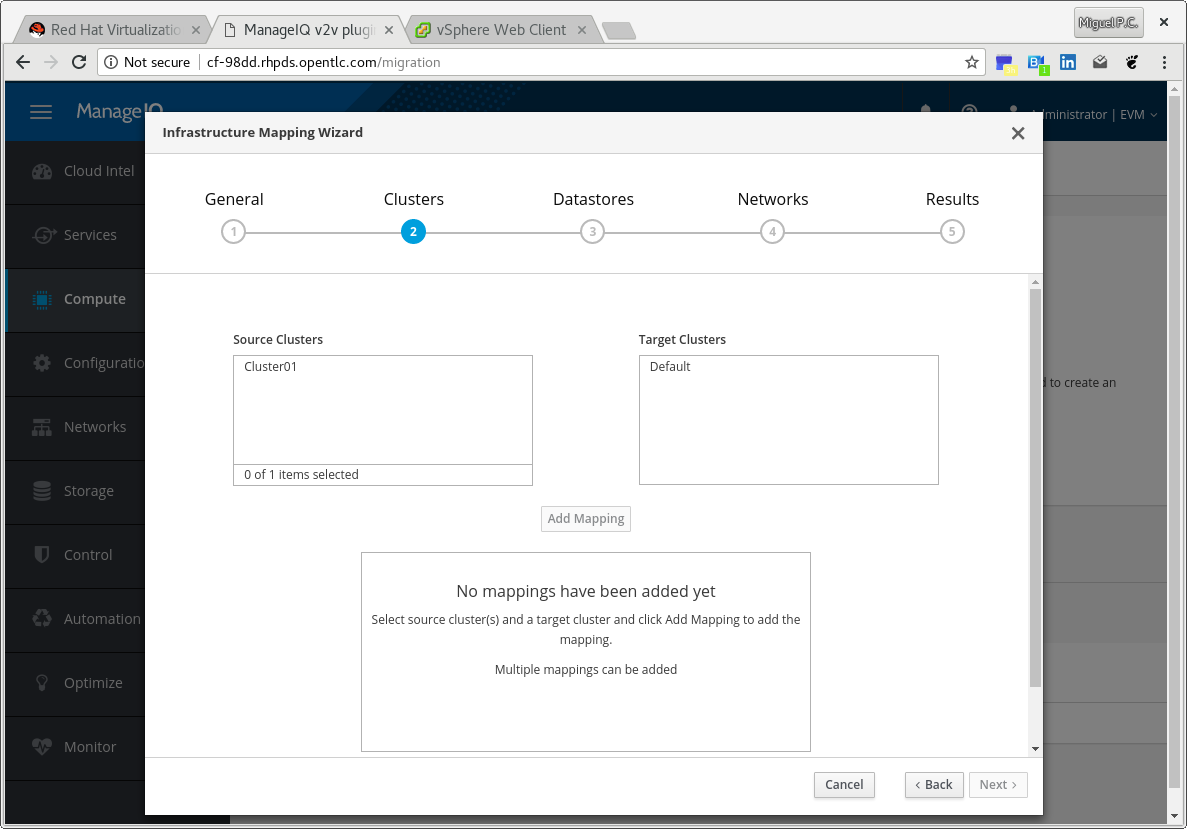 Red Hat Virtualizatio
ManageIQ v2v plugi
vSphere Web Client
Miguel P.C.
Not secure
cf-98dd.rhpds.opentlc.com/migration
ManageIQ
ministrator | EVM
Infrastructure Mapping Wizard
General
Clusters
Datastores
Networks
Results
1
2
3
4
5
Cloud Intel
Services
Compute
Configuratio
Networks
Storage
Control
Automation
Optimize
Monitor
Source Clusters
Target Clusters
Cluster01
Default
0 of 1 items selected
d to create an
Add Mapping
No mappings have been added yet
Select source cluster(s) and a target cluster and click Add Mapping to add the
mapping.
Multiple mappings can be added
Cancel
‹ Back
Next ›